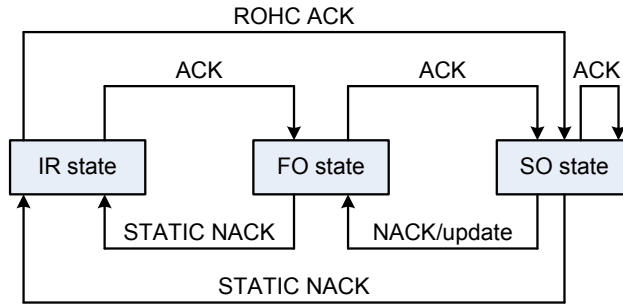 ROHC ACK
ACK
ACK
ACK
IR state
FO state
SO state
STATIC NACK
NACK/update
STATIC NACK